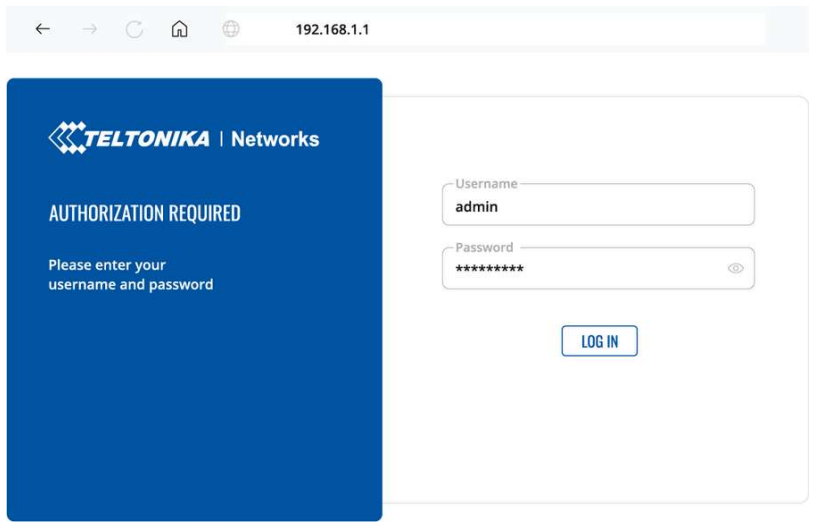 192.168.1.1
TELTONIKA | Networks
AUTHORIZATION REQUIRED
Please enter your
username and password
Username
admin
Password
*********
LOG IN